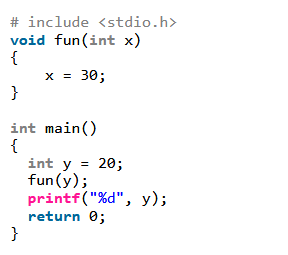 # include <stdio.h>
void fun(int x)
{
    x = 30;
}

int main()
{
  int y = 20;
  fun(y);
  printf("%d", y);
  return 0;
}